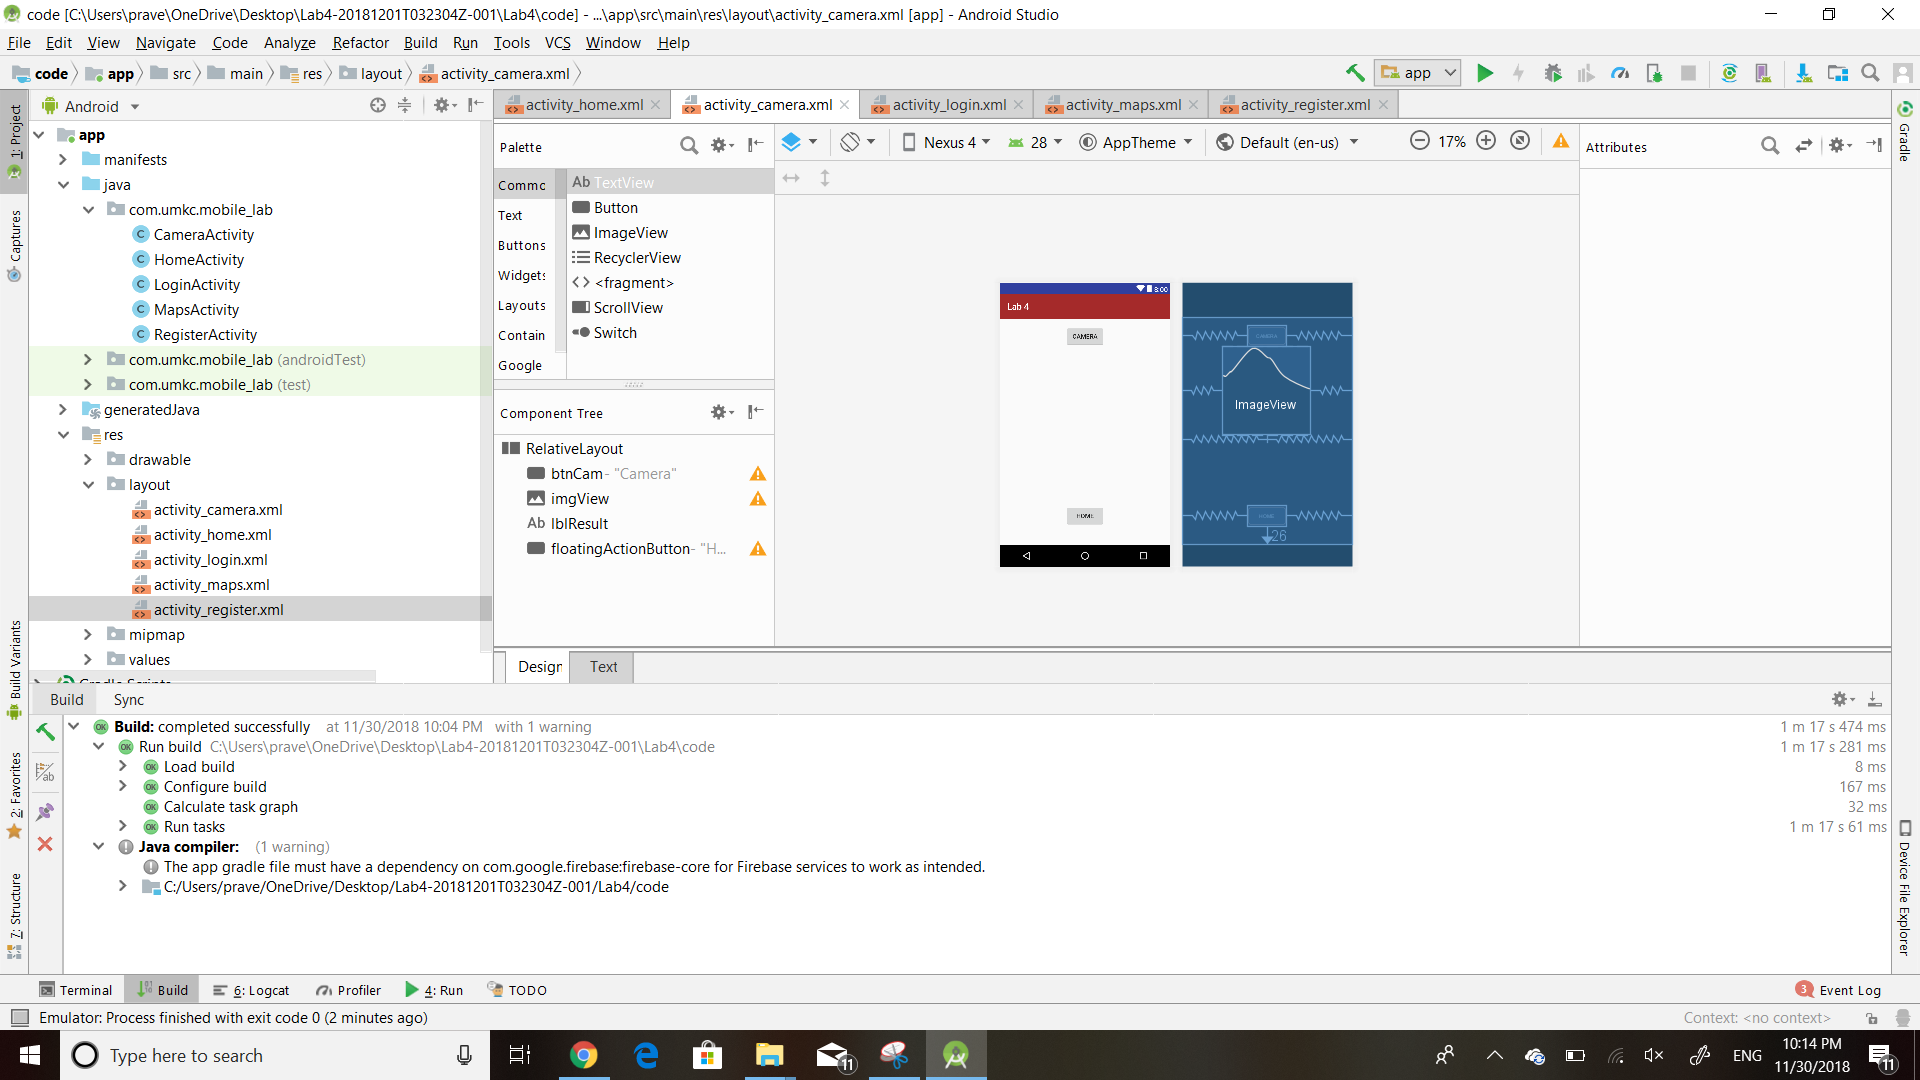 code [C:\Users\prave\OneDrive\Desktop\Lab4-20181201T032304Z-001\Lab4\code] - ...\app\src\main\res\layout\activity_camera.xml [app] - Android Studio
File Edit View Navigate Code Analyze Refactor Build Run Tools VCS Window Help
code app src main res layout activity_camera.xml
app
1: Project
Captures
Build Variants
2: Favorites
7: Structure
Android
app
manifests
java
com.umkc.mobile_lab
CameraActivity
HomeActivity
LoginActivity
MapsActivity
RegisterActivity
com.umkc.mobile_lab (androidTest)
com.umkc.mobile_lab (test)
generatedJava
res
drawable
layout
activity_camera.xml
activity_home.xml
activity_login.xml
activity_maps.xml
activity_register.xml
mipmap
values
activity_home.xml activity_camera.xml activity_login.xml activity_maps.xml activity_register.xml
Palette
Commo
Text
Buttons
Widgets
Layouts
Contain
Google
Ab TextView
Button
ImageView
RecyclerView
<fragment>
ScrollView
Switch
Component Tree
RelativeLayout
btnCam- "Camera"
imgView
Ab lblResult
floatingActionButton- "H...
Nexus 4 28 AppTheme Default (en-us) 17%
8:00
Lab 4
CAMERA
HOME
CAMERA
ImageView
HOME
26
Attributes
Gradle
Device File Explorer
Design Text
Build Sync
Build: completed successfully at 11/30/2018 10:04 PM with 1 warning 1 m 17 s 474 ms
Run build C:\Users\prave\OneDrive\Desktop\Lab4-20181201T032304Z-001\Lab4\code 1 m 17 s 281 ms
Load build 8 ms
Configure build 167 ms
Calculate task graph 32 ms
Run tasks 1 m 17 s 61 ms
Java compiler: (1 warning)
The app gradle file must have a dependency on com.google.firebase:firebase-core for Firebase services to work as intended.
C:/Users/prave/OneDrive/Desktop/Lab4-20181201T032304Z-001/Lab4/code
Terminal Build 6: Logcat Profiler 4: Run TODO 3 Event Log
Emulator: Process finished with exit code 0 (2 minutes ago) Context: <no context>
Type here to search
11
ENG
10:14 PM
11/30/2018
11